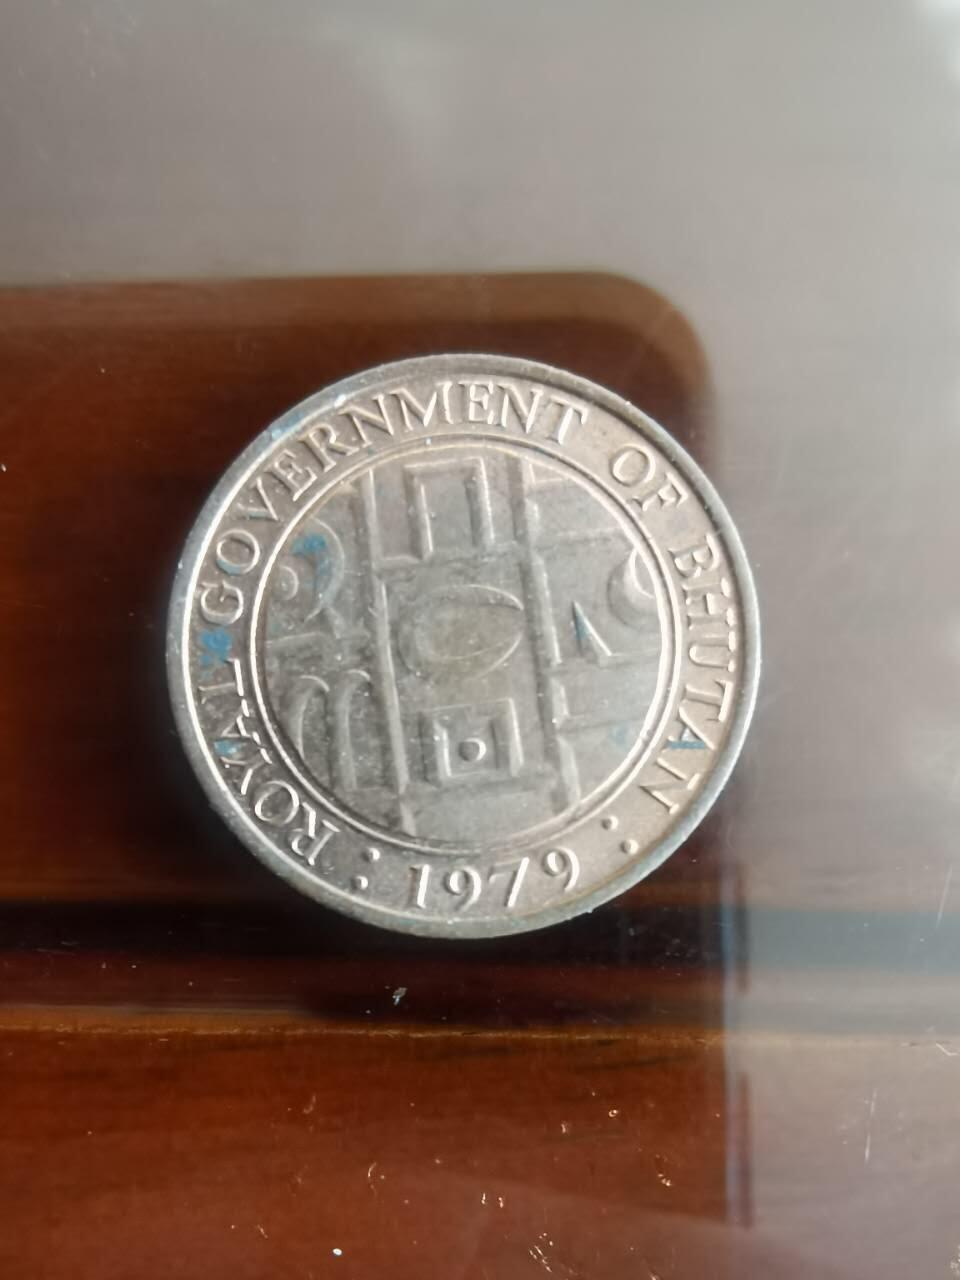 ROYAL GOVERNMENT OF BHUTAN
: 1979 :